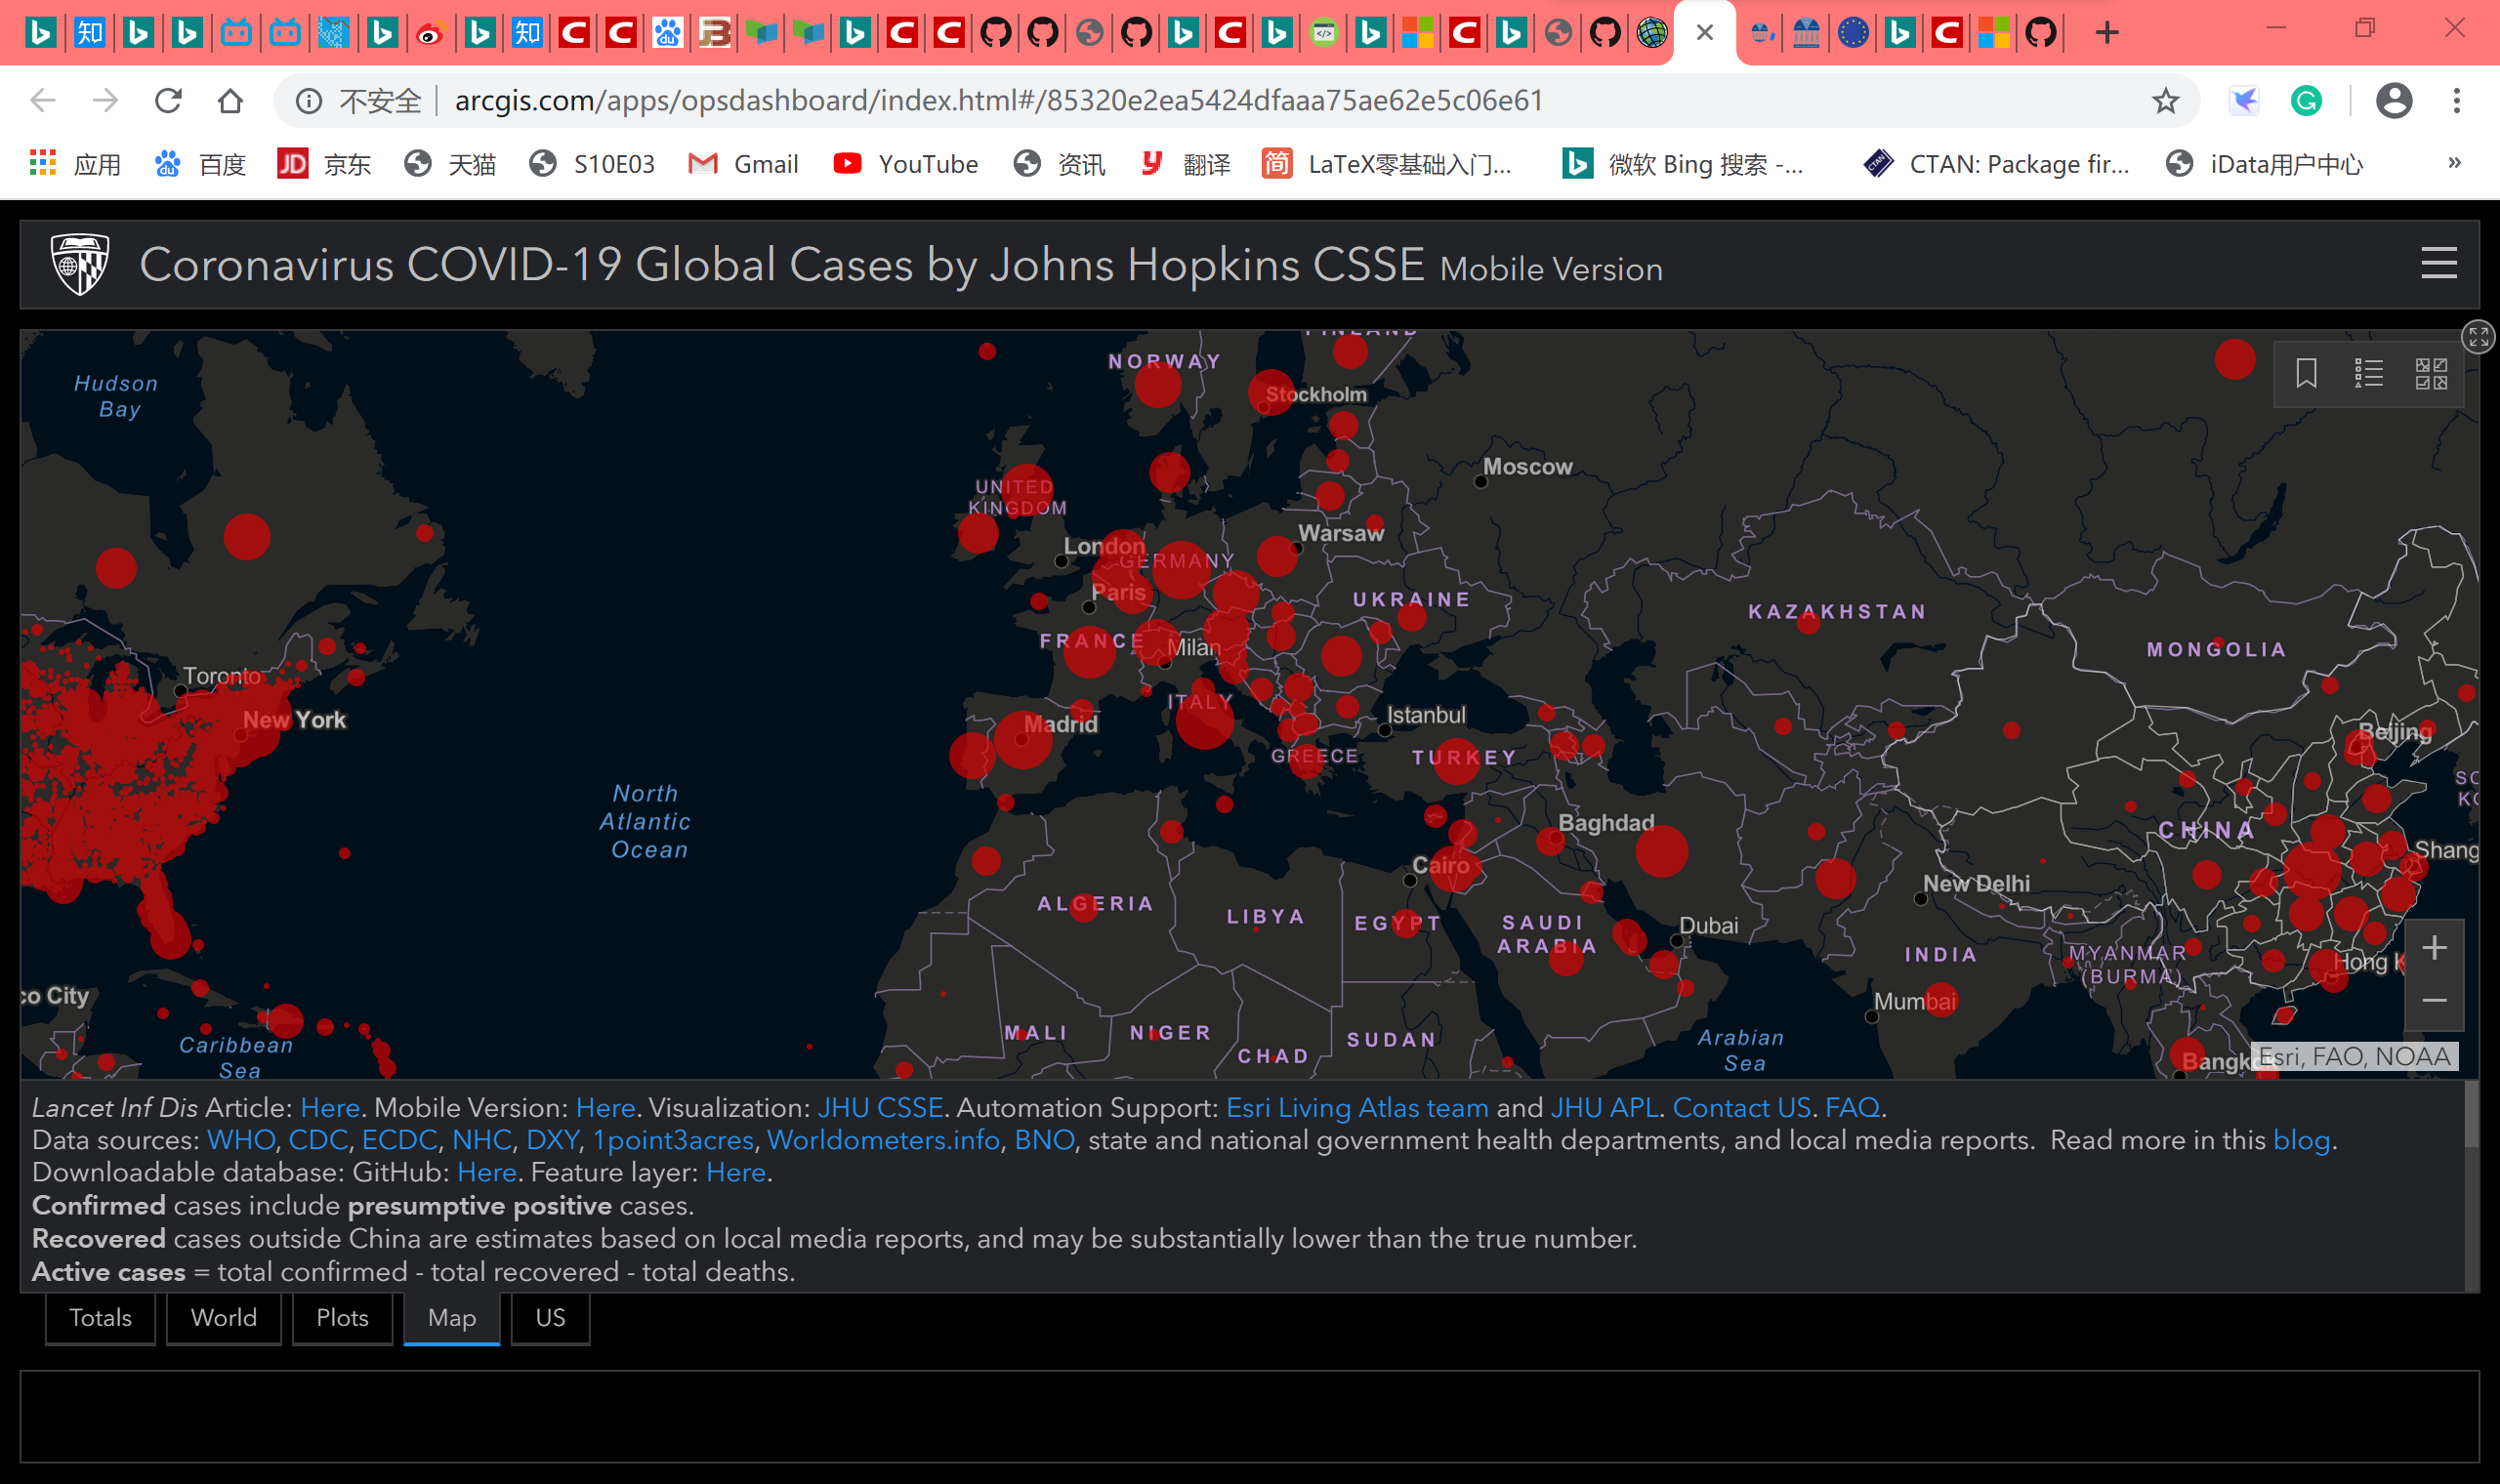 不安全 arcgis.com/apps/opsdashboard/index.html#/85320e2ea5424dfaaa75ae62e5c06e61
应用 百度 京东 天猫 S10E03 Gmail YouTube 资讯 翻译 LaTeX零基础入门... 微软 Bing 搜索 -... CTAN: Package fir... iData用户中心 »
Coronavirus COVID-19 Global Cases by Johns Hopkins CSSE Mobile Version
FINLAND
NORWAY
Hudson
Bay
Stockholm
Moscow
UNITED
KINGDOM
Warsaw
London
GERMANY
Paris
UKRAINE
KAZAKHSTAN
FRANCE
Milan
MONGOLIA
Toronto
ITALY
Istanbul
New York
Madrid
Beijing
GREECE
TURKEY
North
Atlantic
Ocean
Baghdad
CHINA
Shang
Cairo
New Delhi
ALGERIA
LIBYA
EGYPT
SAUDI
ARABIA
Dubai
INDIA
MYANMAR
(BURMA)
Hong K
co City
Mumbai
MALI
NIGER
CHAD
SUDAN
Arabian
Sea
Caribbean
Sea
Bangk
Esri, FAO, NOAA
Lancet Inf Dis Article: Here. Mobile Version: Here. Visualization: JHU CSSE. Automation Support: Esri Living Atlas team and JHU APL. Contact US. FAQ.
Data sources: WHO, CDC, ECDC, NHC, DXY, 1point3acres, Worldometers.info, BNO, state and national government health departments, and local media reports. Read more in this blog.
Downloadable database: GitHub: Here. Feature layer: Here.
Confirmed cases include presumptive positive cases.
Recovered cases outside China are estimates based on local media reports, and may be substantially lower than the true number.
Active cases = total confirmed - total recovered - total deaths.
Totals World Plots Map US